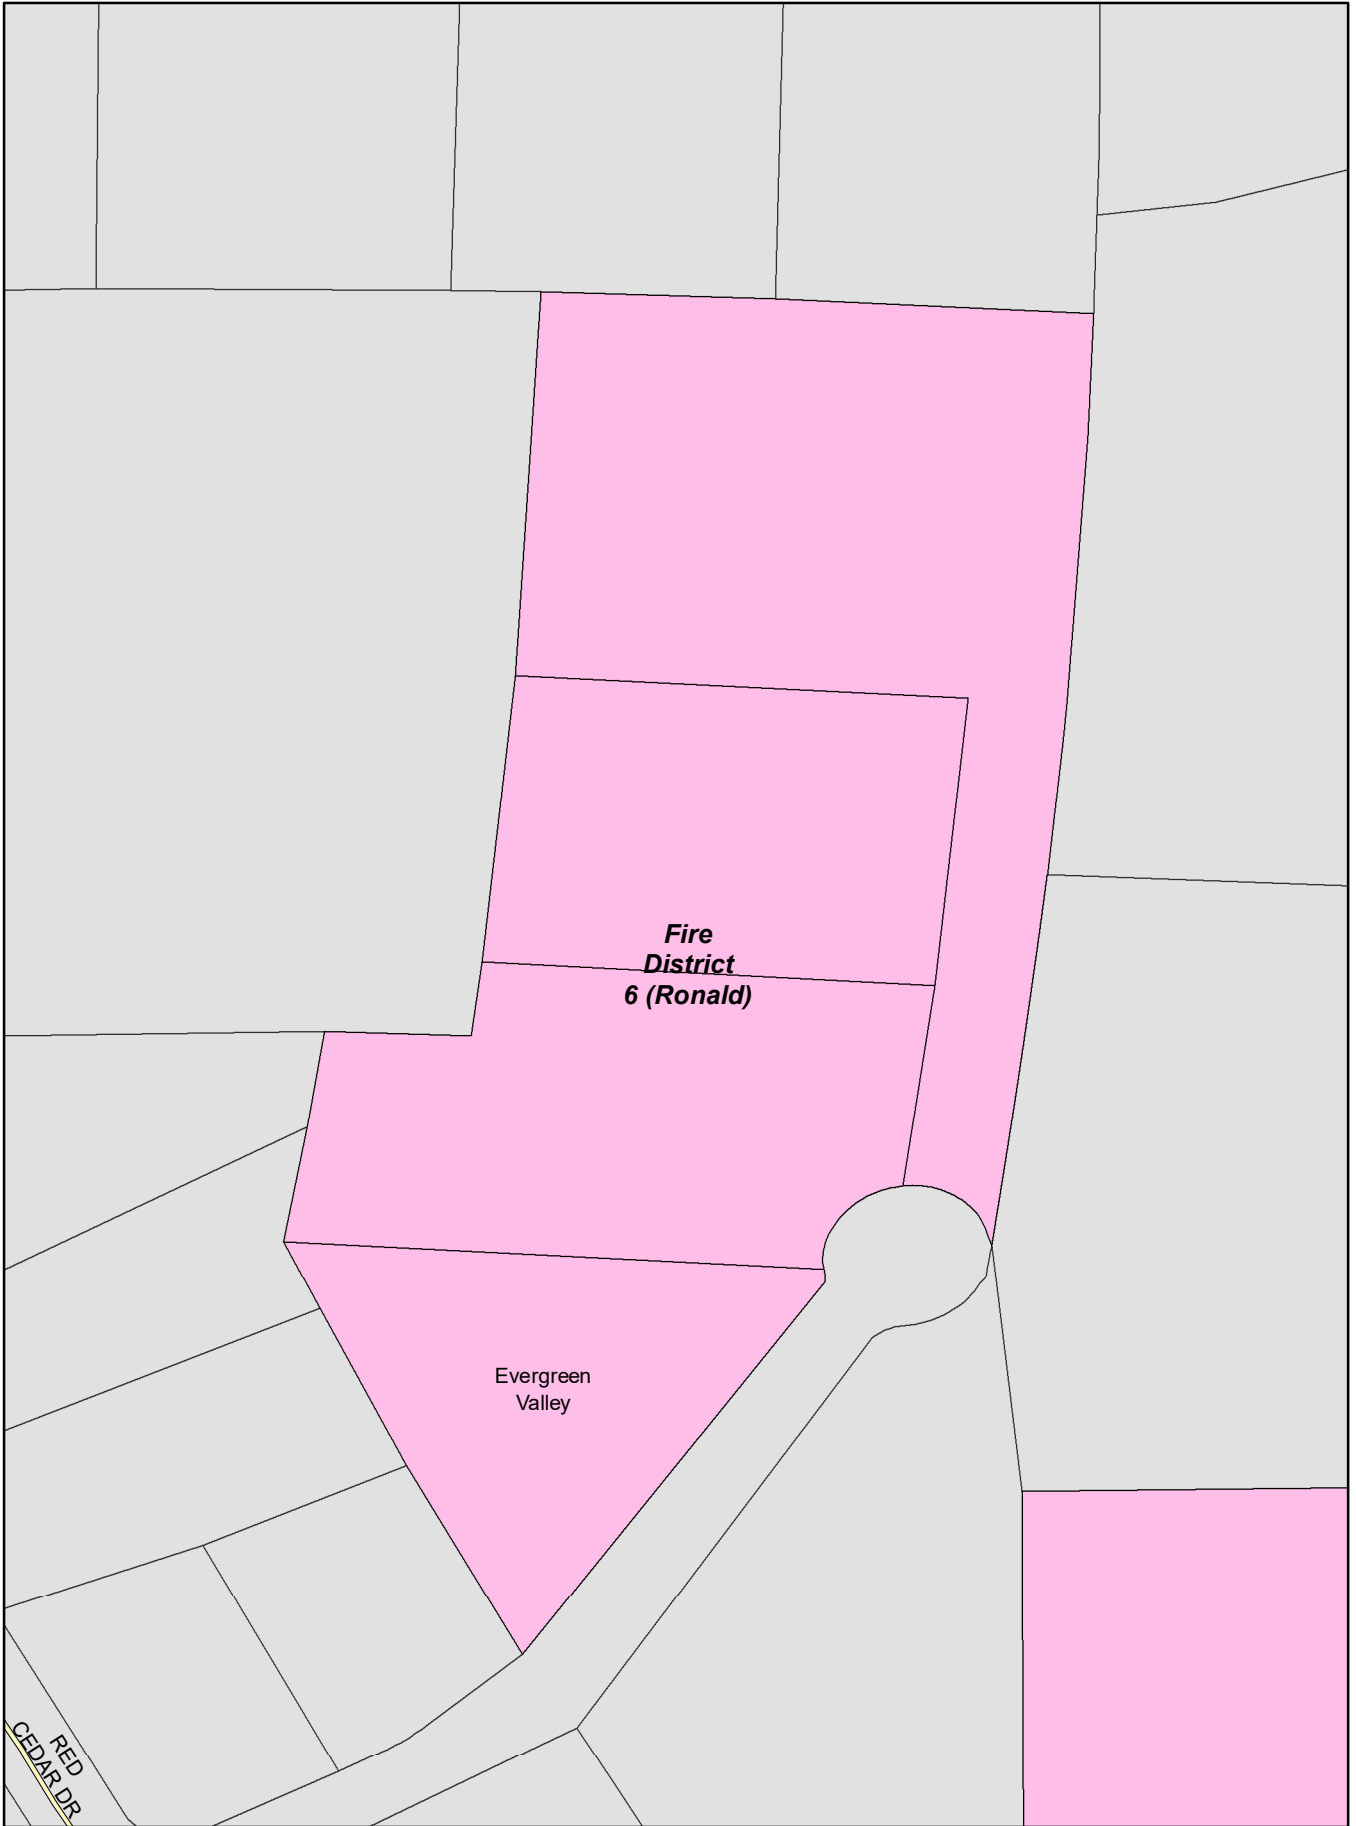 Fire
District
6 (Ronald)
Evergreen
Valley
RED
CEDAR DR